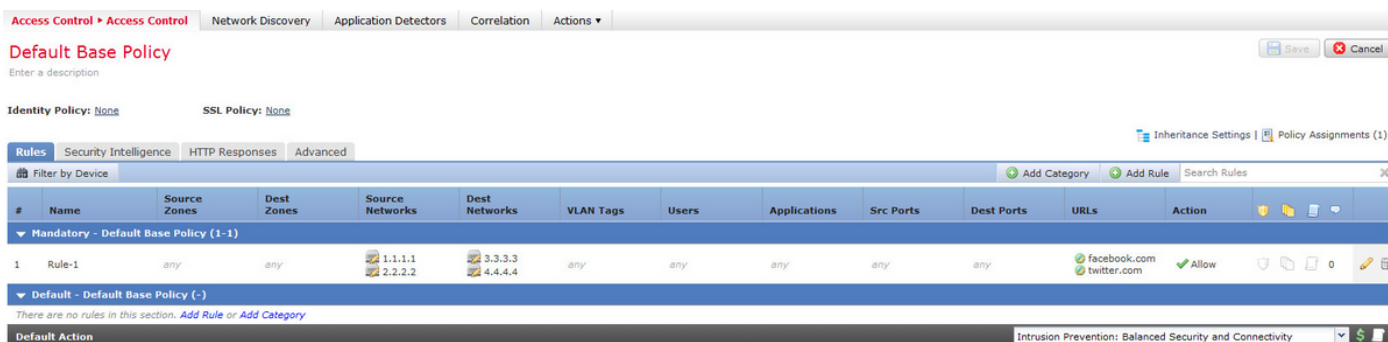 Access Control ▸ Access Control Network Discovery Application Detectors Correlation Actions ▾
Default Base Policy
Save Cancel
Enter a description
Identity Policy: None SSL Policy: None
Inheritance Settings | Policy Assignments (1)
Rules Security Intelligence HTTP Responses Advanced
Filter by Device Add Category Add Rule Search Rules
# Name Source Zones Dest Zones Source Networks Dest Networks VLAN Tags Users Applications Src Ports Dest Ports URLs Action
Mandatory - Default Base Policy (1-1)
1 Rule-1 any any 1.1.1.1 2.2.2.2 3.3.3.3 4.4.4.4 any any any any any facebook.com twitter.com Allow 0
Default - Default Base Policy (-)
There are no rules in this section. Add Rule or Add Category
Default Action Intrusion Prevention: Balanced Security and Connectivity $